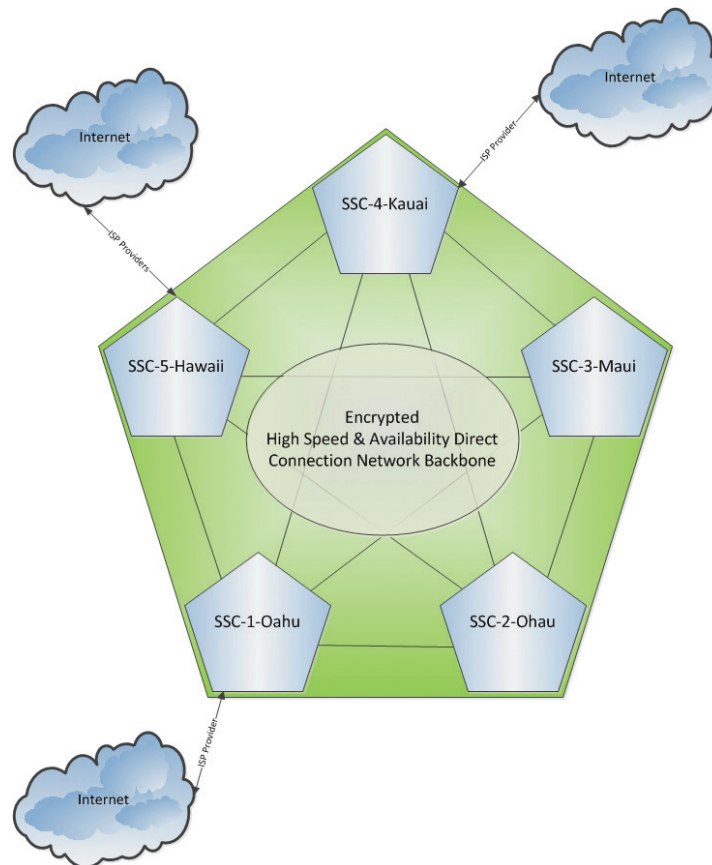 Internet
Internet
ISP Provider
SSC-4-Kauai
ISP Providers
SSC-5-Hawaii
SSC-3-Maui
Encrypted
High Speed & Availability Direct
Connection Network Backbone
SSC-1-Oahu
SSC-2-Ohau
ISP Provider
Internet